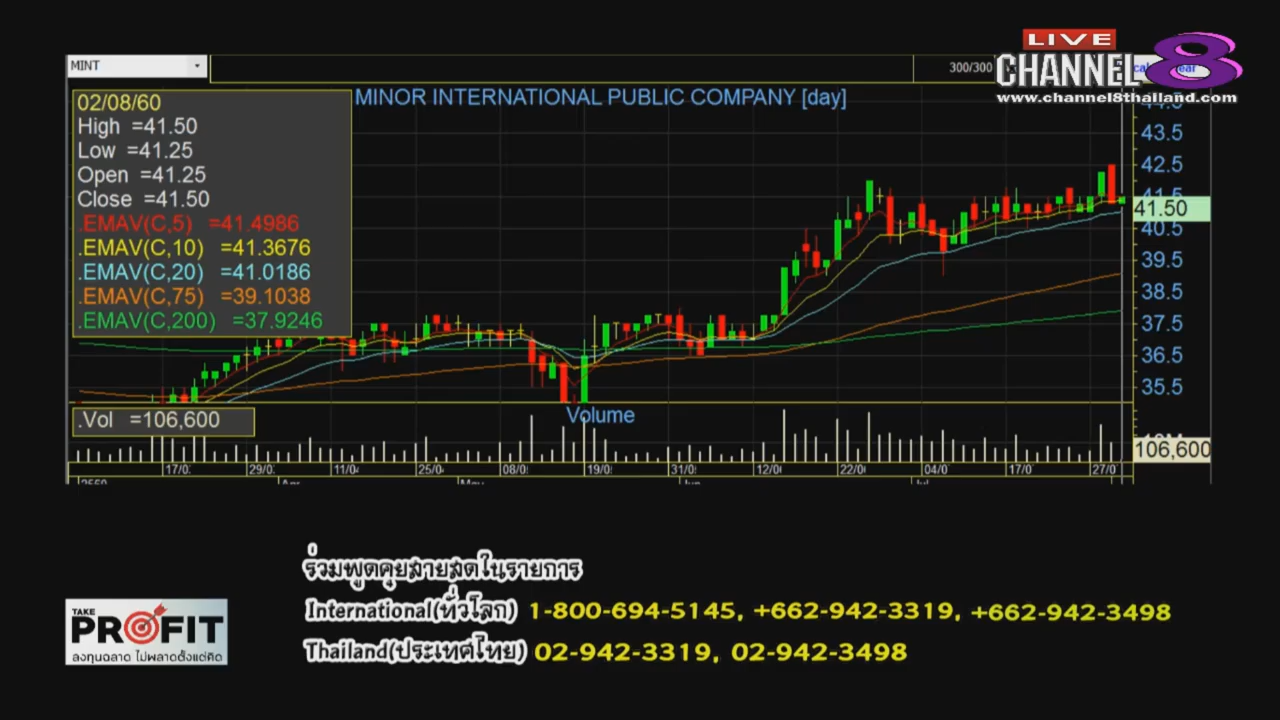 LIVE
CHANNEL 8
www.channel8thailand.com
MINT
300/300
02/08/60
High =41.50
Low =41.25
Open =41.25
Close =41.50
.EMAV(C,5) =41.4986
.EMAV(C,10) =41.3676
.EMAV(C,20) =41.0186
.EMAV(C,75) =39.1038
.EMAV(C,200) =37.9246
MINOR INTERNATIONAL PUBLIC COMPANY [day]
43.5
42.5
41.5
41.50
40.5
39.5
38.5
37.5
36.5
35.5
.Vol =106,600
Volume
106,600
17/0 29/0 11/0 25/0 08/0 19/0 31/0 12/0 22/0 04/0 17/0 27/0
2560 Apr May Jun Jul
ร่วมพูดคุยสายสดในรายการ
International(ทั่วโลก) 1-800-694-5145, +662-942-3319, +662-942-3498
Thailand(ประเทศไทย) 02-942-3319, 02-942-3498
TAKE
PROFIT
ลงทุนฉลาด ไม่พลาดตั้งแต่คิด